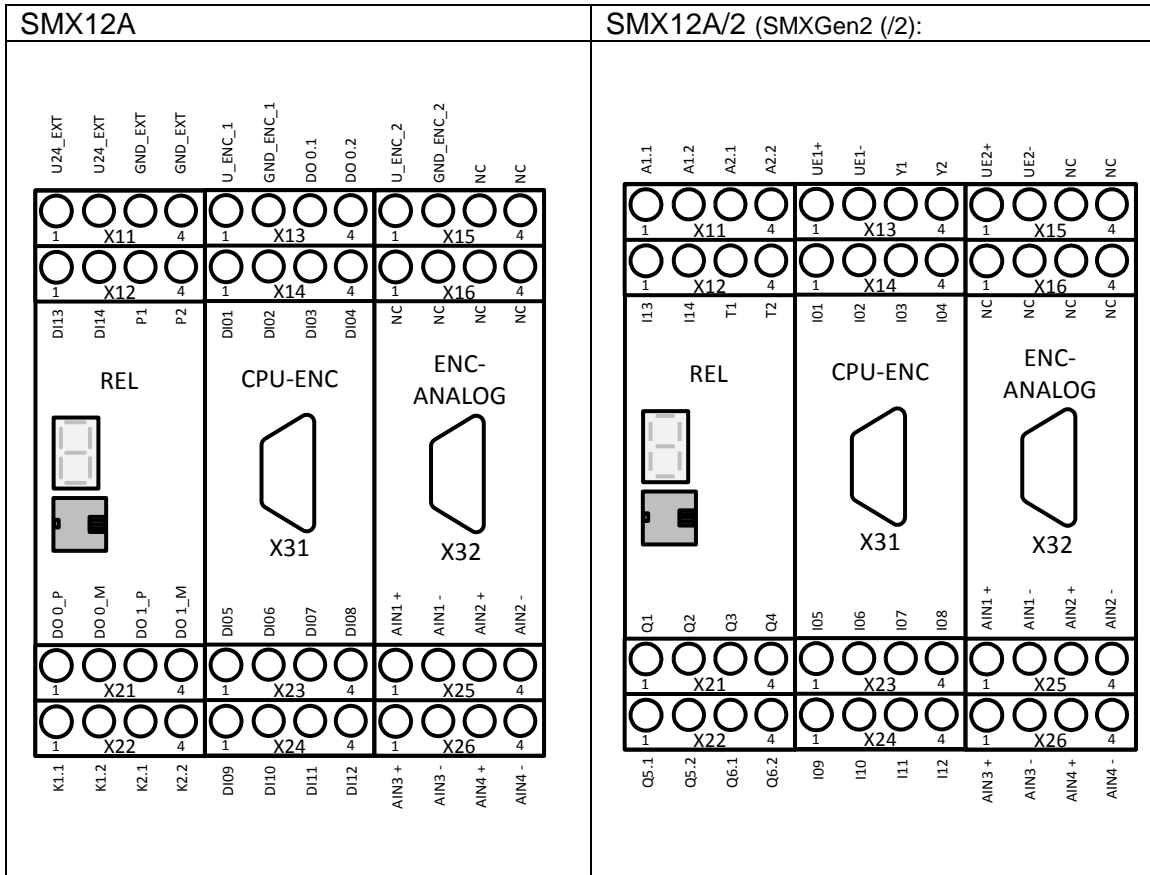 SMX12A
U24_EXT U24_EXT GND_EXT GND_EXT U_ENC_1 GND_ENC_1 DO 0.1 DO 0.2 U_ENC_2 GND_ENC_2 NC NC
1 X11 4 1 X13 4 1 X15 4
1 X12 4 1 X14 4 1 X16 4
DI13 DI14 P1 P2 DI01 DI02 DI03 DI04 NC NC NC NC
REL CPU-ENC ENC-
ANALOG
X31 X32
DO 0_P DO 0_M DO 1_P DO 1_M DI05 DI06 DI07 DI08 AIN1 + AIN1 - AIN2 + AIN2 -
1 X21 4 1 X23 4 1 X25 4
1 X22 4 1 X24 4 1 X26 4
K1.1 K1.2 K2.1 K2.2 DI09 DI10 DI11 DI12 AIN3 + AIN3 - AIN4 + AIN4 -
SMX12A/2 (SMXGen2 (/2):
A1.1 A1.2 A2.1 A2.2 UE1+ UE1- Y1 Y2 UE2+ UE2- NC NC
1 X11 4 1 X13 4 1 X15 4
1 X12 4 1 X14 4 1 X16 4
I13 I14 T1 T2 I01 I02 I03 I04 NC NC NC NC
REL CPU-ENC ENC-
ANALOG
X31 X32
Q1 Q2 Q3 Q4 I05 I06 I07 I08 AIN1 + AIN1 - AIN2 + AIN2 -
1 X21 4 1 X23 4 1 X25 4
1 X22 4 1 X24 4 1 X26 4
Q5.1 Q5.2 Q6.1 Q6.2 I09 I10 I11 I12 AIN3 + AIN3 - AIN4 + AIN4 -